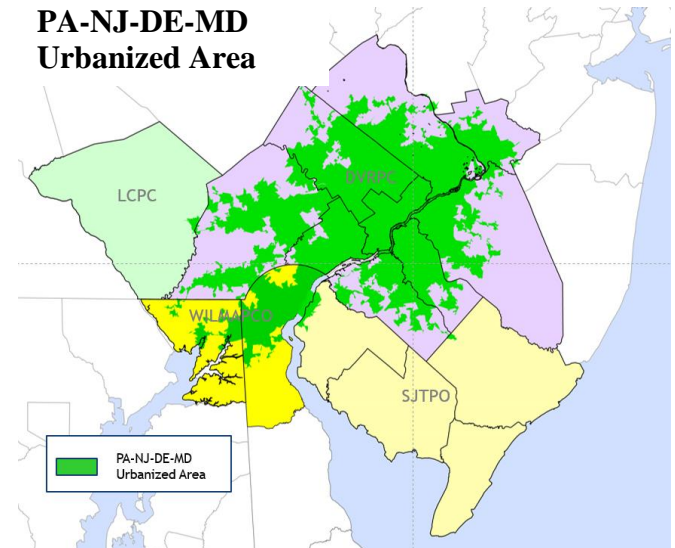 PA-NJ-DE-MD
Urbanized Area
DVRPC
LCPC
WILMAPCO
SJTPO
PA-NJ-DE-MD
Urbanized Area